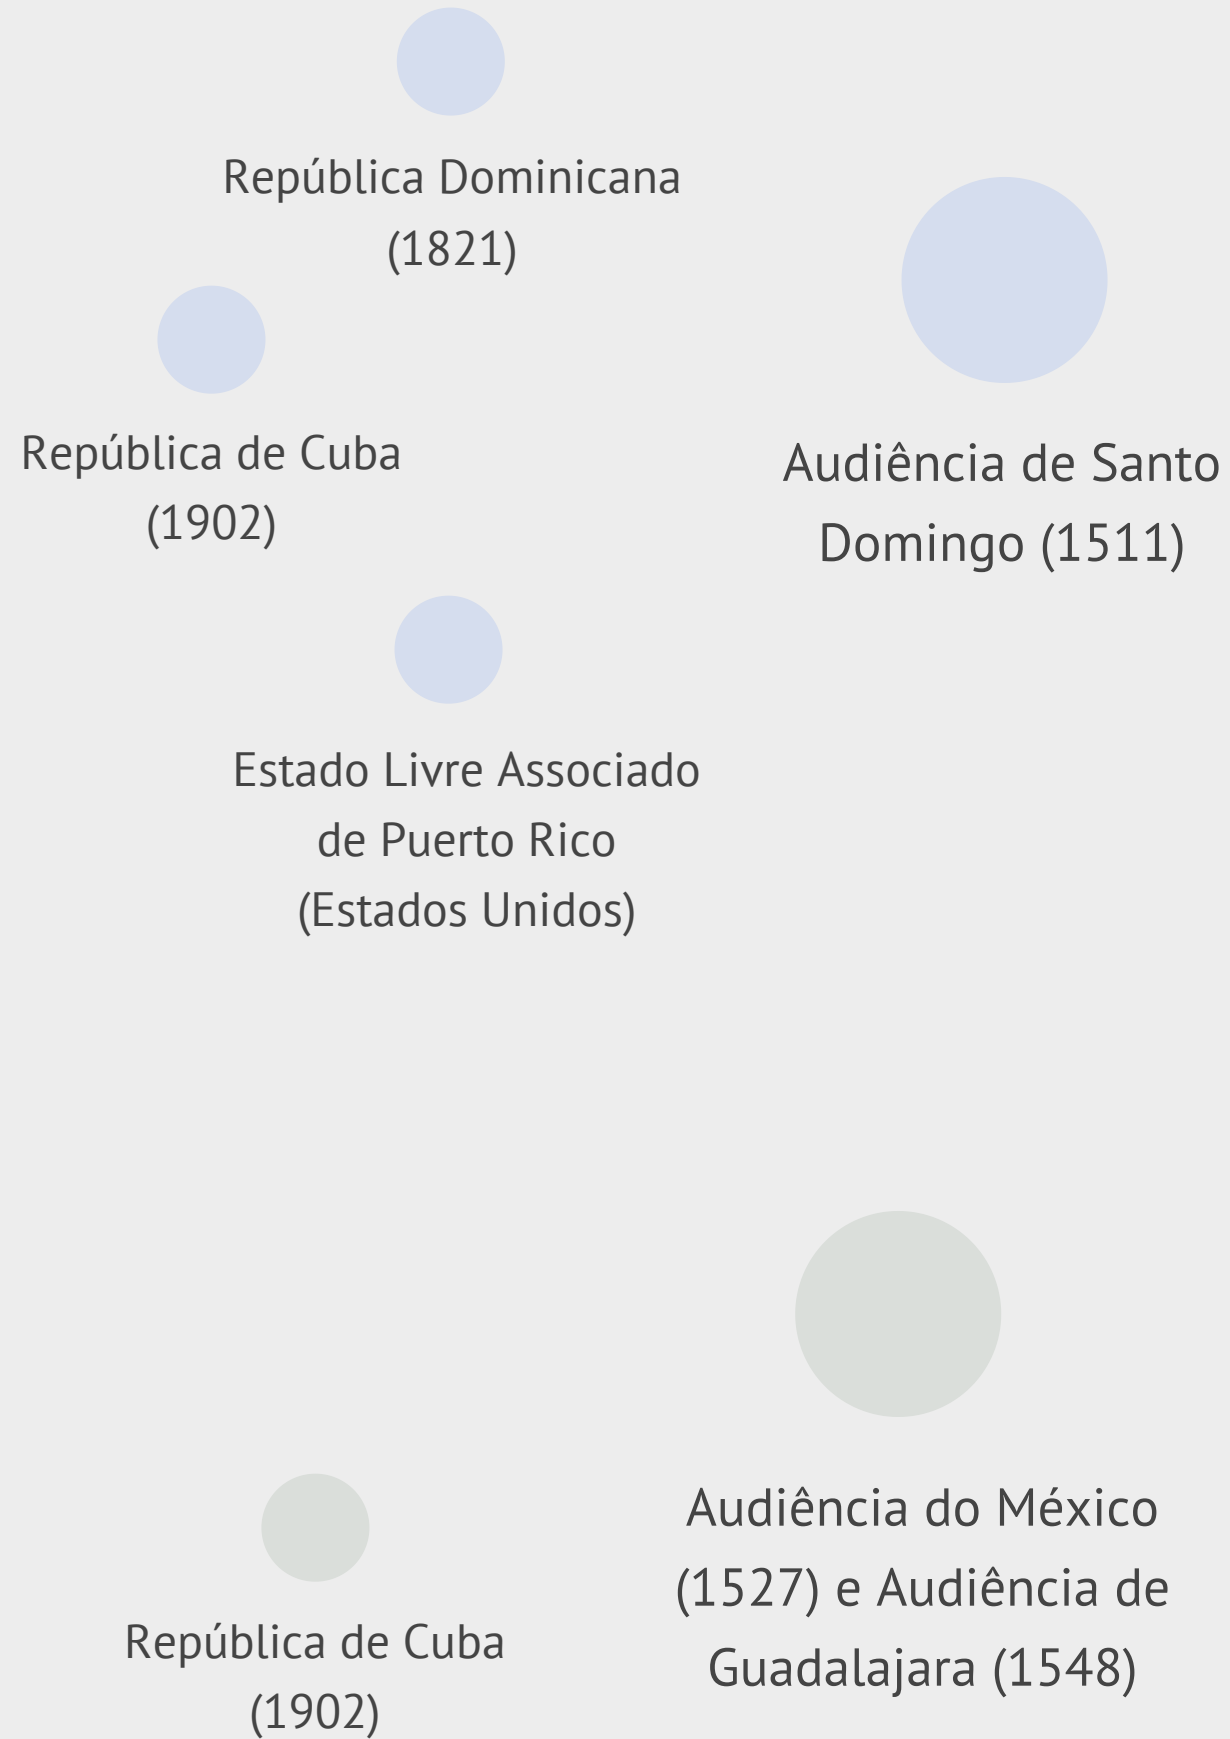 República Dominicana
(1821)
República de Cuba
(1902)
Audiência de Santo
Domingo (1511)
Estado Livre Associado
de Puerto Rico
(Estados Unidos)
Audiência do México
(1527) e Audiência de
Guadalajara (1548)
República de Cuba
(1902)